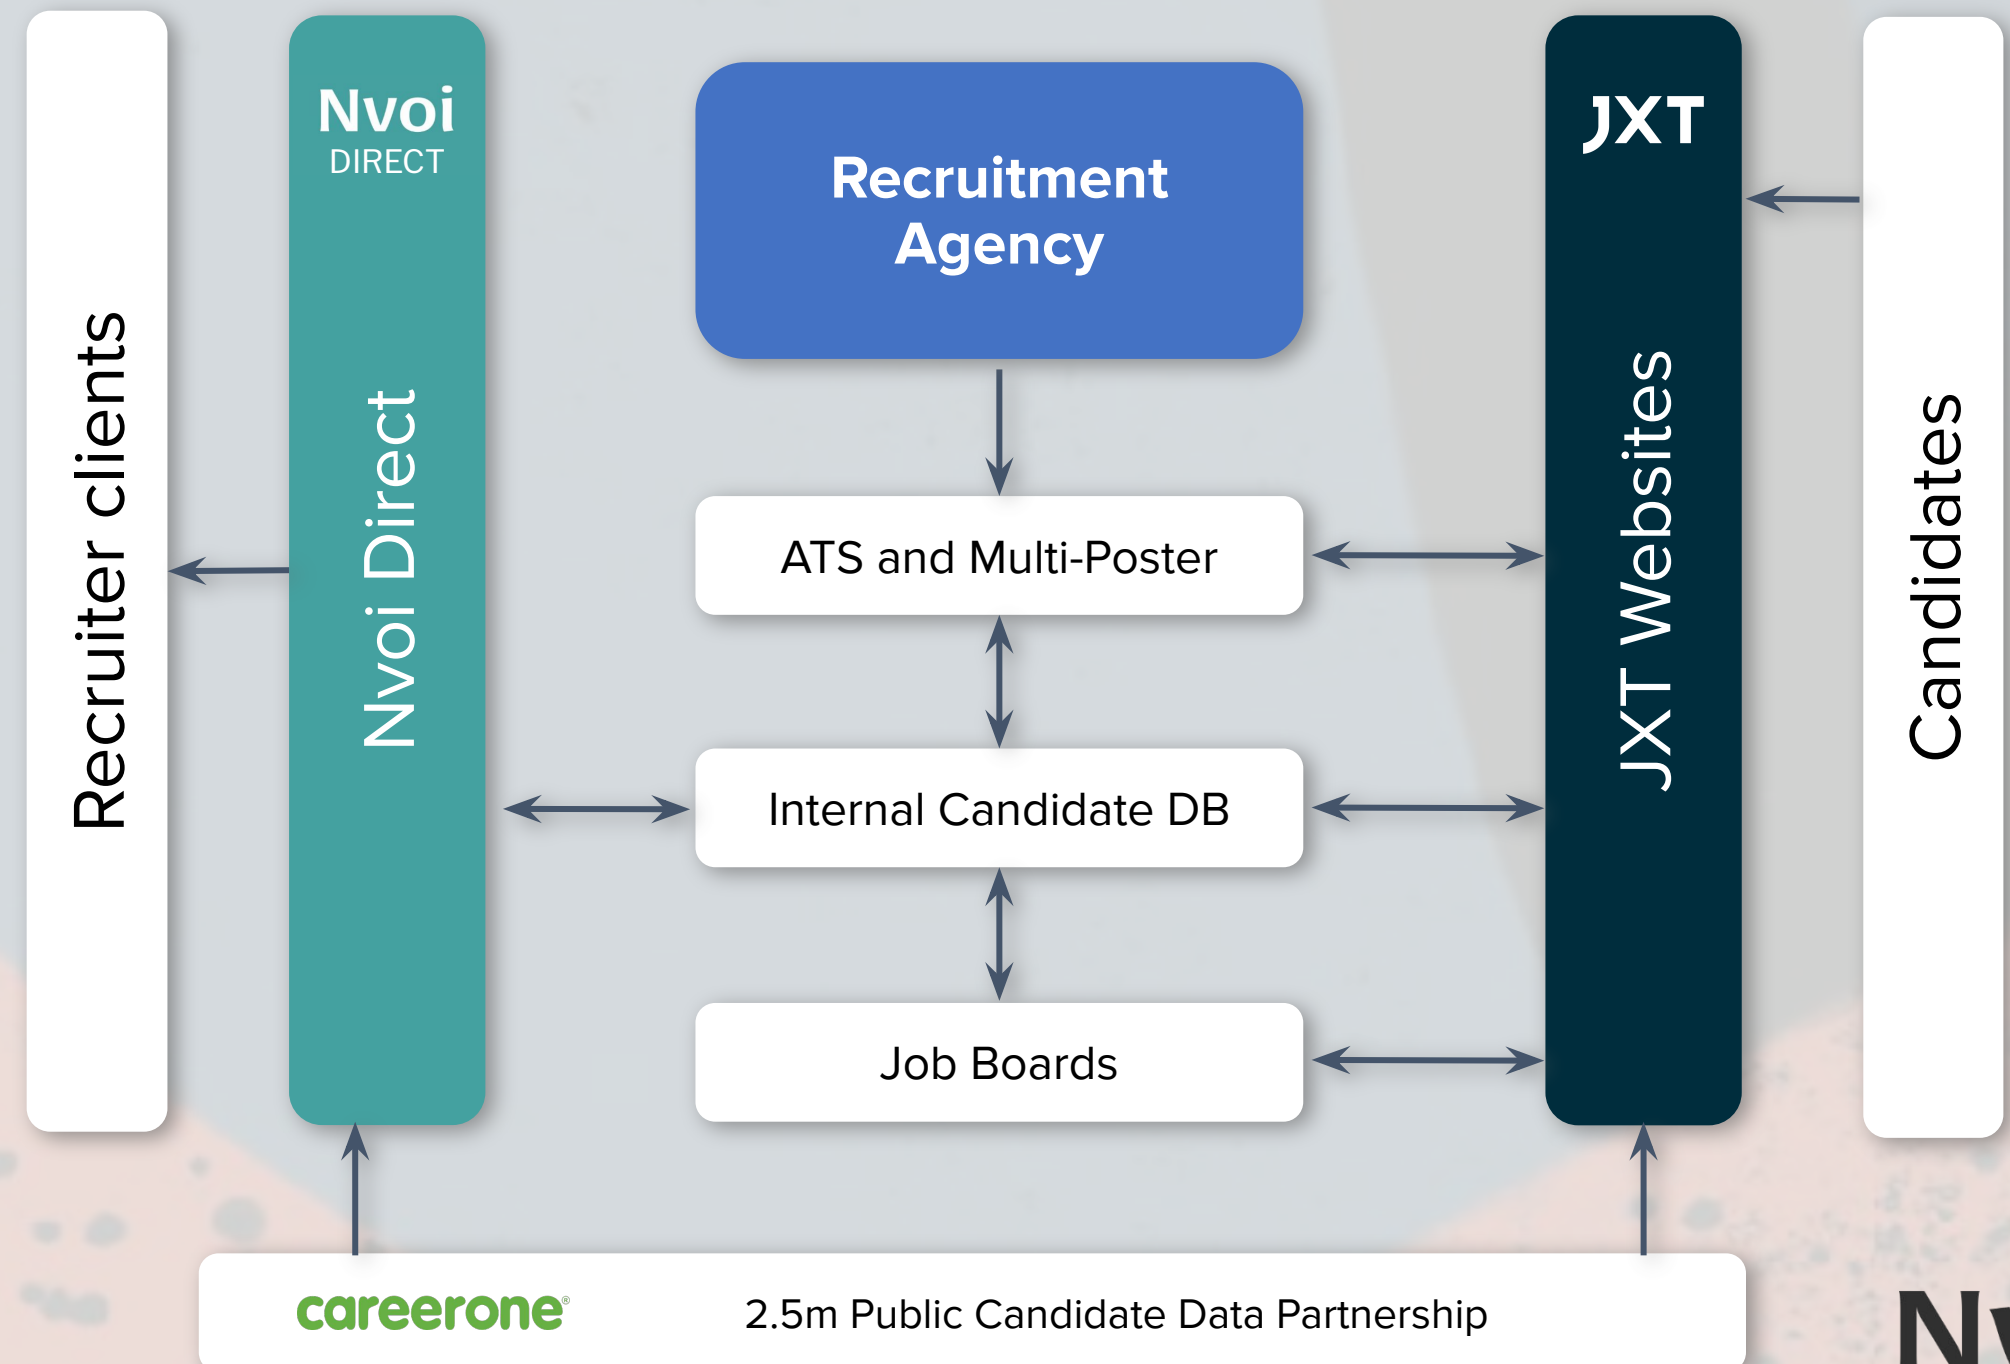 Recruiter clients
Nvoi
DIRECT
Nvoi Direct
Recruitment
Agency
ATS and Multi-Poster
Internal Candidate DB
Job Boards
JXT
JXT Websites
Candidates
careerone®
2.5m Public Candidate Data Partnership